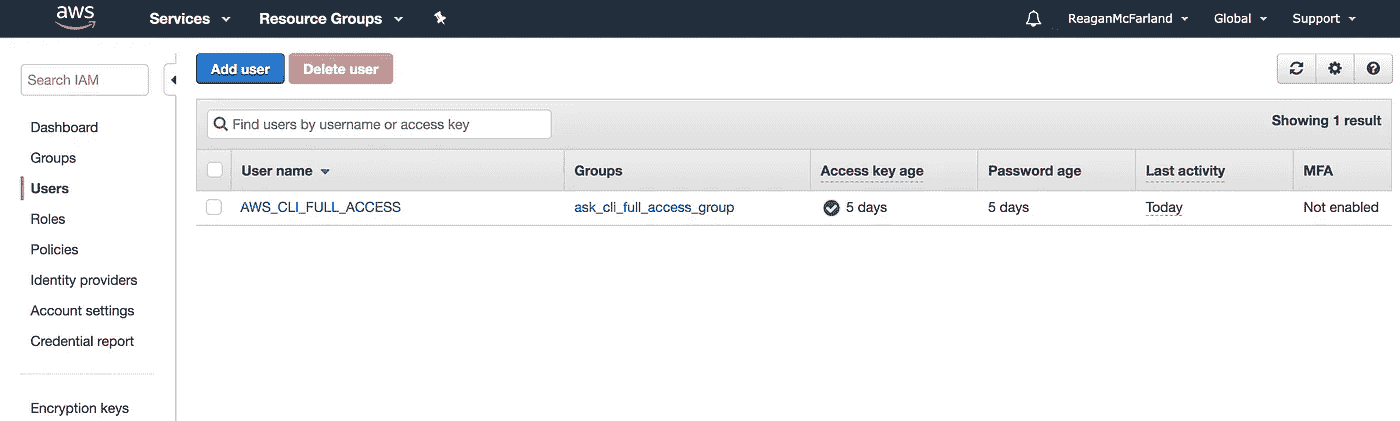 aws Services Resource Groups ReaganMcFarland Global Support
Search IAM
Dashboard
Groups
Users
Roles
Policies
Identity providers
Account settings
Credential report
Encryption keys
Add user Delete user
Find users by username or access key Showing 1 result
User name Groups Access key age Password age Last activity MFA
AWS_CLI_FULL_ACCESS ask_cli_full_access_group 5 days 5 days Today Not enabled